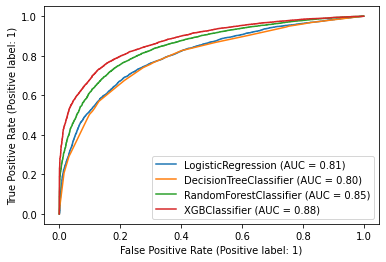 True Positive Rate (Positive label: 1)
1.0
0.8
0.6
0.4
0.2
0.0
LogisticRegression (AUC = 0.81)
DecisionTreeClassifier (AUC = 0.80)
RandomForestClassifier (AUC = 0.85)
XGBClassifier (AUC = 0.88)
0.0 0.2 0.4 0.6 0.8 1.0
False Positive Rate (Positive label: 1)